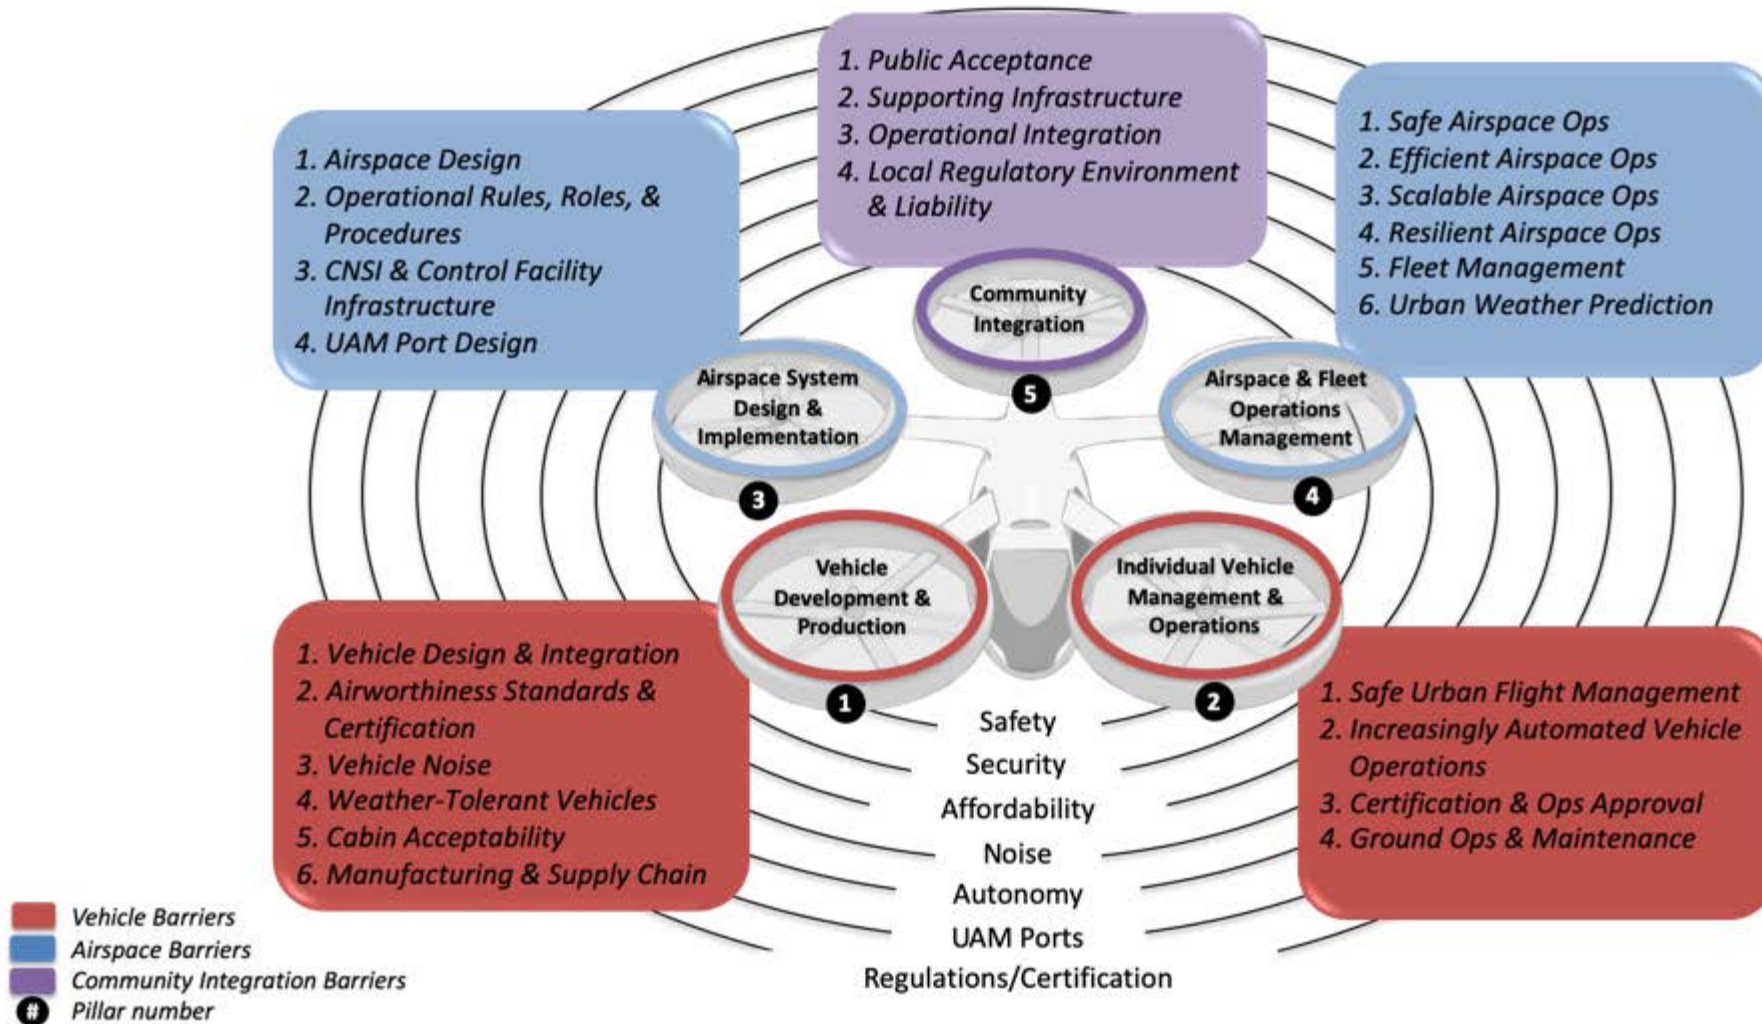 1. Public Acceptance
2. Supporting Infrastructure
3. Operational Integration
4. Local Regulatory Environment
& Liability
1. Airspace Design
2. Operational Rules, Roles, &
Procedures
3. CNSI & Control Facility
Infrastructure
4. UAM Port Design
1. Safe Airspace Ops
2. Efficient Airspace Ops
3. Scalable Airspace Ops
4. Resilient Airspace Ops
5. Fleet Management
6. Urban Weather Prediction
Community
Integration
5
Airspace System
Design &
Implementation
3
Airspace & Fleet
Operations
Management
4
Vehicle
Development &
Production
1
Individual Vehicle
Management &
Operations
2
1. Vehicle Design & Integration
2. Airworthiness Standards &
Certification
3. Vehicle Noise
4. Weather-Tolerant Vehicles
5. Cabin Acceptability
6. Manufacturing & Supply Chain
1. Safe Urban Flight Management
2. Increasingly Automated Vehicle
Operations
3. Certification & Ops Approval
4. Ground Ops & Maintenance
Safety
Security
Affordability
Noise
Autonomy
UAM Ports
Regulations/Certification
Vehicle Barriers
Airspace Barriers
Community Integration Barriers
# Pillar number